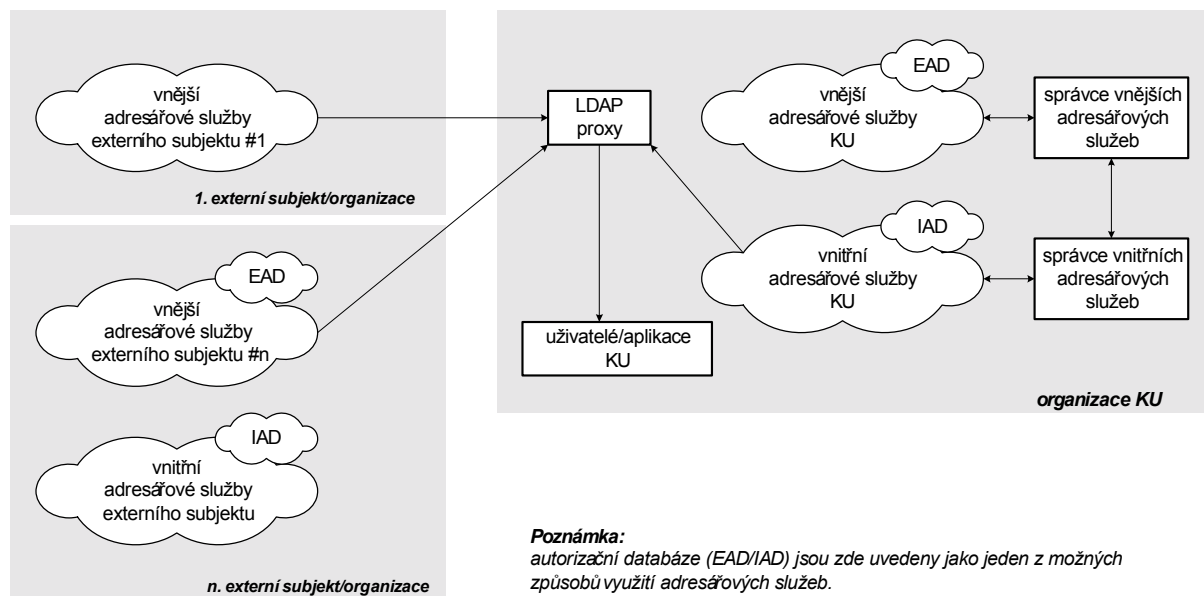 vnější
adresářové služby
externího subjektu #1
1. externí subjekt/organizace
EAD
vnější
adresářové služby
externího subjektu #n
IAD
vnitřní
adresářové služby
externího subjektu
n. externí subjekt/organizace
LDAP
proxy
EAD
vnější
adresářové služby
KU
správce vnějších
adresářových
služeb
IAD
vnitřní
adresářové služby
KU
správce vnitřních
adresářových
služeb
uživatelé/aplikace
KU
organizace KU
Poznámka:
autorizační databáze (EAD/IAD) jsou zde uvedeny jako jeden z možných
způsobů využití adresářových služeb.